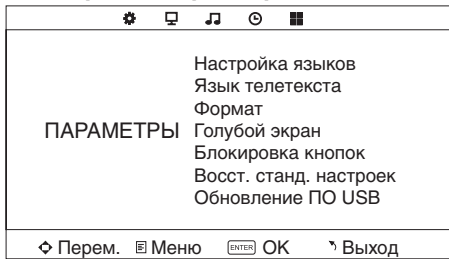 Настройка языков
Язык телетекста
Формат
ПАРАМЕТРЫ Голубой экран
Блокировка кнопок
Восст. станд. настроек
Обновление ПО USB
Перем. Меню ENTER OK Выход